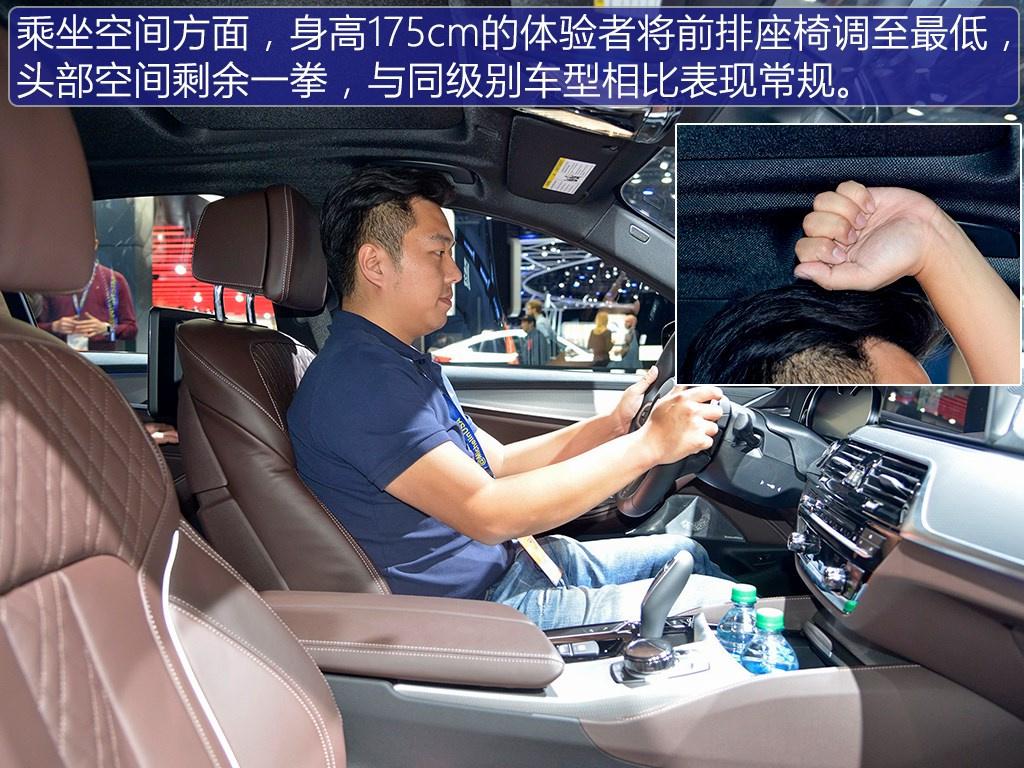 乘坐空间方面，身高175cm的体验者将前排座椅调至最低，
头部空间剩余一拳，与同级别车型相比表现常规。
@MichelinUSA